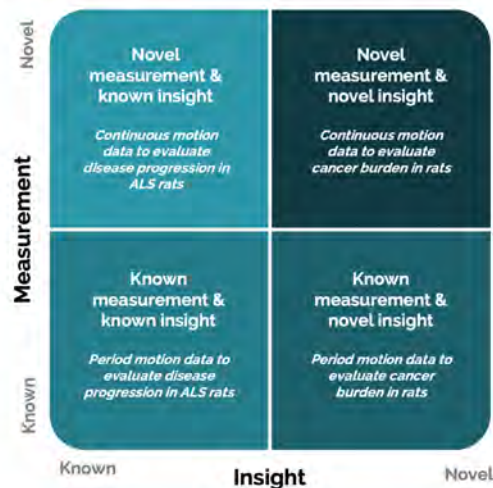 Novel
Novel
measurement &
known insight
Continuous motion
data to evaluate
disease progression in
ALS rats
Novel
measurement &
novel insight
Continuous motion
data to evaluate
cancer burden in rats
Measurement
Known
measurement &
known insight
Period motion data to
evaluate disease
progression in ALS rats
Known
measurement &
novel insight
Period motion data to
evaluate cancer
burden in rats
Known
Known
Insight
Novel